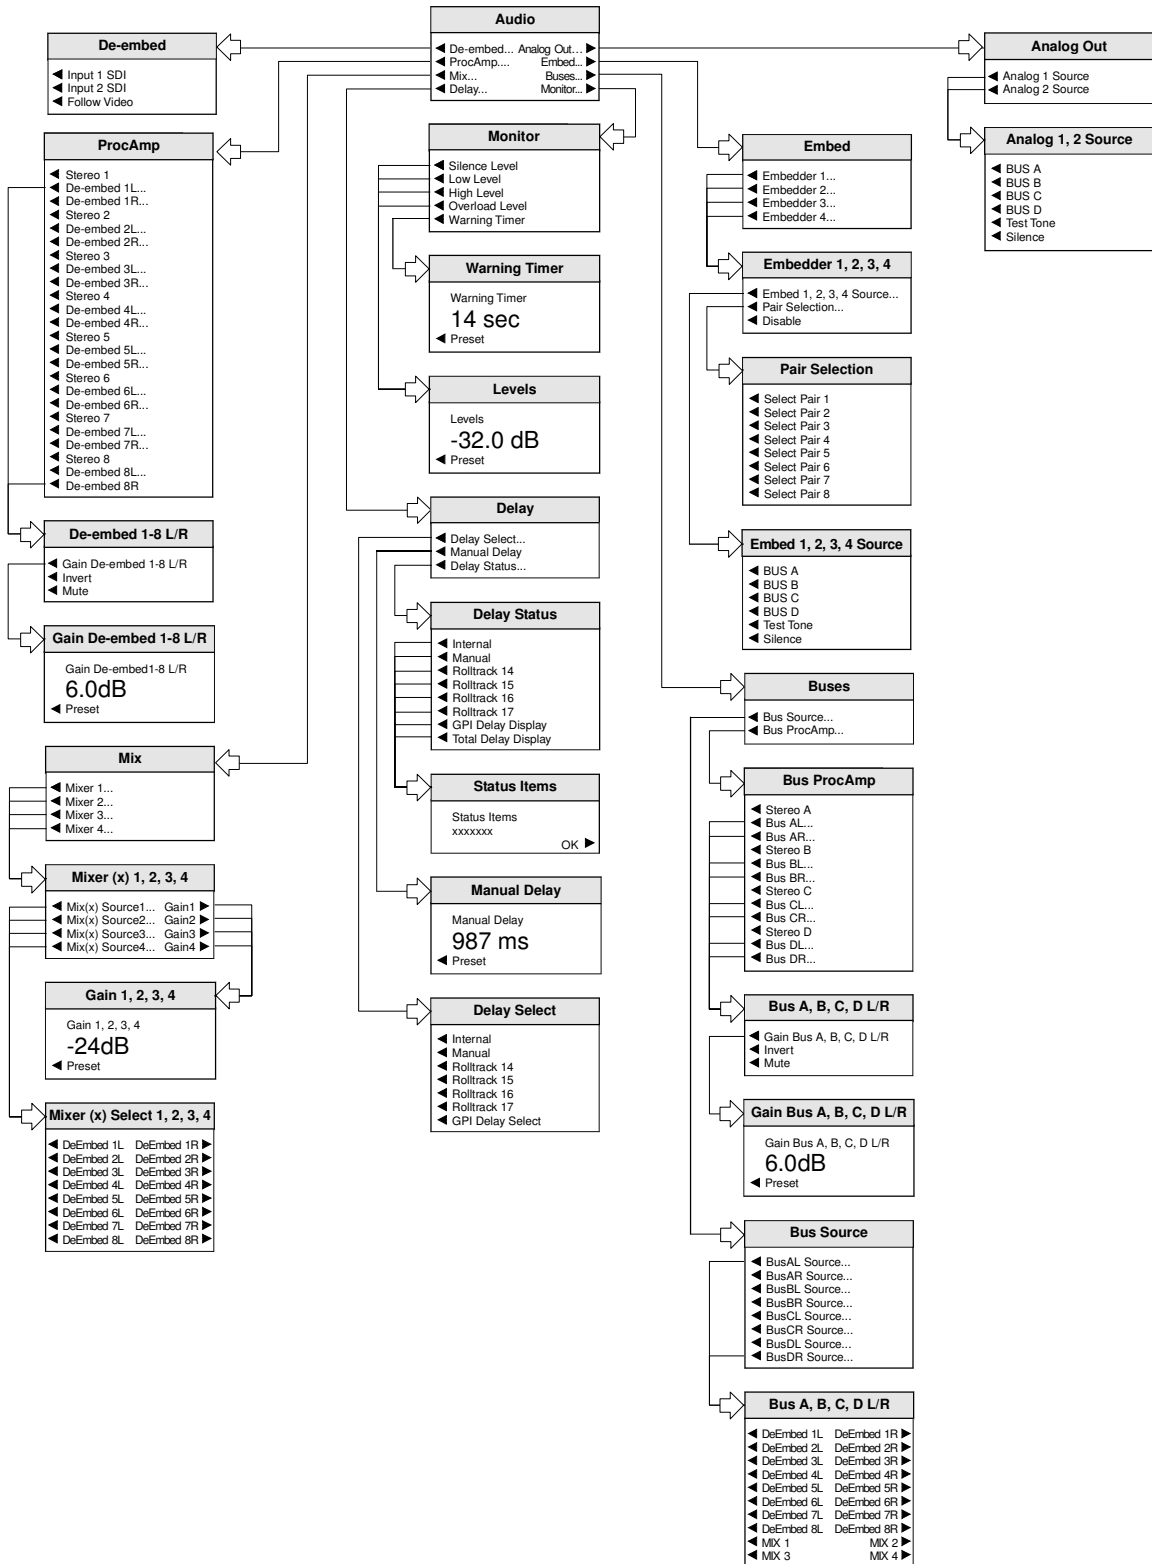 Audio
De-embed... Analog Out...
ProcAmp.... Embed...
Mix... Buses...
Delay... Monitor...
De-embed
Input 1 SDI
Input 2 SDI
Follow Video
ProcAmp
Stereo 1
De-embed 1L...
De-embed 1R...
Stereo 2
De-embed 2L...
De-embed 2R...
Stereo 3
De-embed 3L...
De-embed 3R...
Stereo 4
De-embed 4L...
De-embed 4R...
Stereo 5
De-embed 5L...
De-embed 5R...
Stereo 6
De-embed 6L...
De-embed 6R...
Stereo 7
De-embed 7L...
De-embed 7R...
Stereo 8
De-embed 8L...
De-embed 8R
De-embed 1-8 L/R
Gain De-embed 1-8 L/R
Invert
Mute
Gain De-embed 1-8 L/R
Gain De-embed1-8 L/R
6.0dB
Preset
Mix
Mixer 1...
Mixer 2...
Mixer 3...
Mixer 4...
Mixer (x) 1, 2, 3, 4
Mix(x) Source1... Gain1
Mix(x) Source2... Gain2
Mix(x) Source3... Gain3
Mix(x) Source4... Gain4
Gain 1, 2, 3, 4
Gain 1, 2, 3, 4
-24dB
Preset
Mixer (x) Select 1, 2, 3, 4
DeEmbed 1L DeEmbed 1R
DeEmbed 2L DeEmbed 2R
DeEmbed 3L DeEmbed 3R
DeEmbed 4L DeEmbed 4R
DeEmbed 5L DeEmbed 5R
DeEmbed 6L DeEmbed 6R
DeEmbed 7L DeEmbed 7R
DeEmbed 8L DeEmbed 8R
Monitor
Silence Level
Low Level
High Level
Overload Level
Warning Timer
Warning Timer
Warning Timer
14 sec
Preset
Levels
Levels
-32.0 dB
Preset
Delay
Delay Select...
Manual Delay
Delay Status...
Delay Status
Internal
Manual
Rolltrack 14
Rolltrack 15
Rolltrack 16
Rolltrack 17
GPI Delay Display
Total Delay Display
Status Items
Status Items
xxxxxxx
OK
Manual Delay
Manual Delay
987 ms
Preset
Delay Select
Internal
Manual
Rolltrack 14
Rolltrack 15
Rolltrack 16
Rolltrack 17
GPI Delay Select
Embed
Embedder 1...
Embedder 2...
Embedder 3...
Embedder 4...
Embedder 1, 2, 3, 4
Embed 1, 2, 3, 4 Source...
Pair Selection...
Disable
Pair Selection
Select Pair 1
Select Pair 2
Select Pair 3
Select Pair 4
Select Pair 5
Select Pair 6
Select Pair 7
Select Pair 8
Embed 1, 2, 3, 4 Source
BUS A
BUS B
BUS C
BUS D
Test Tone
Silence
Buses
Bus Source...
Bus ProcAmp...
Bus ProcAmp
Stereo A
Bus AL...
Bus AR...
Stereo B
Bus BL...
Bus BR...
Stereo C
Bus CL...
Bus CR...
Stereo D
Bus DL...
Bus DR...
Bus A, B, C, D L/R
Gain Bus A, B, C, D L/R
Invert
Mute
Gain Bus A, B, C, D L/R
Gain Bus A, B, C, D L/R
6.0dB
Preset
Bus Source
BusAL Source...
BusAR Source...
BusBL Source...
BusBR Source...
BusCL Source...
BusCR Source...
BusDL Source...
BusDR Source...
Bus A, B, C, D L/R
DeEmbed 1L DeEmbed 1R
DeEmbed 2L DeEmbed 2R
DeEmbed 3L DeEmbed 3R
DeEmbed 4L DeEmbed 4R
DeEmbed 5L DeEmbed 5R
DeEmbed 6L DeEmbed 6R
DeEmbed 7L DeEmbed 7R
DeEmbed 8L DeEmbed 8R
MIX 1 MIX 2
MIX 3 MIX 4
Analog Out
Analog 1 Source
Analog 2 Source
Analog 1, 2 Source
BUS A
BUS B
BUS C
BUS D
Test Tone
Silence